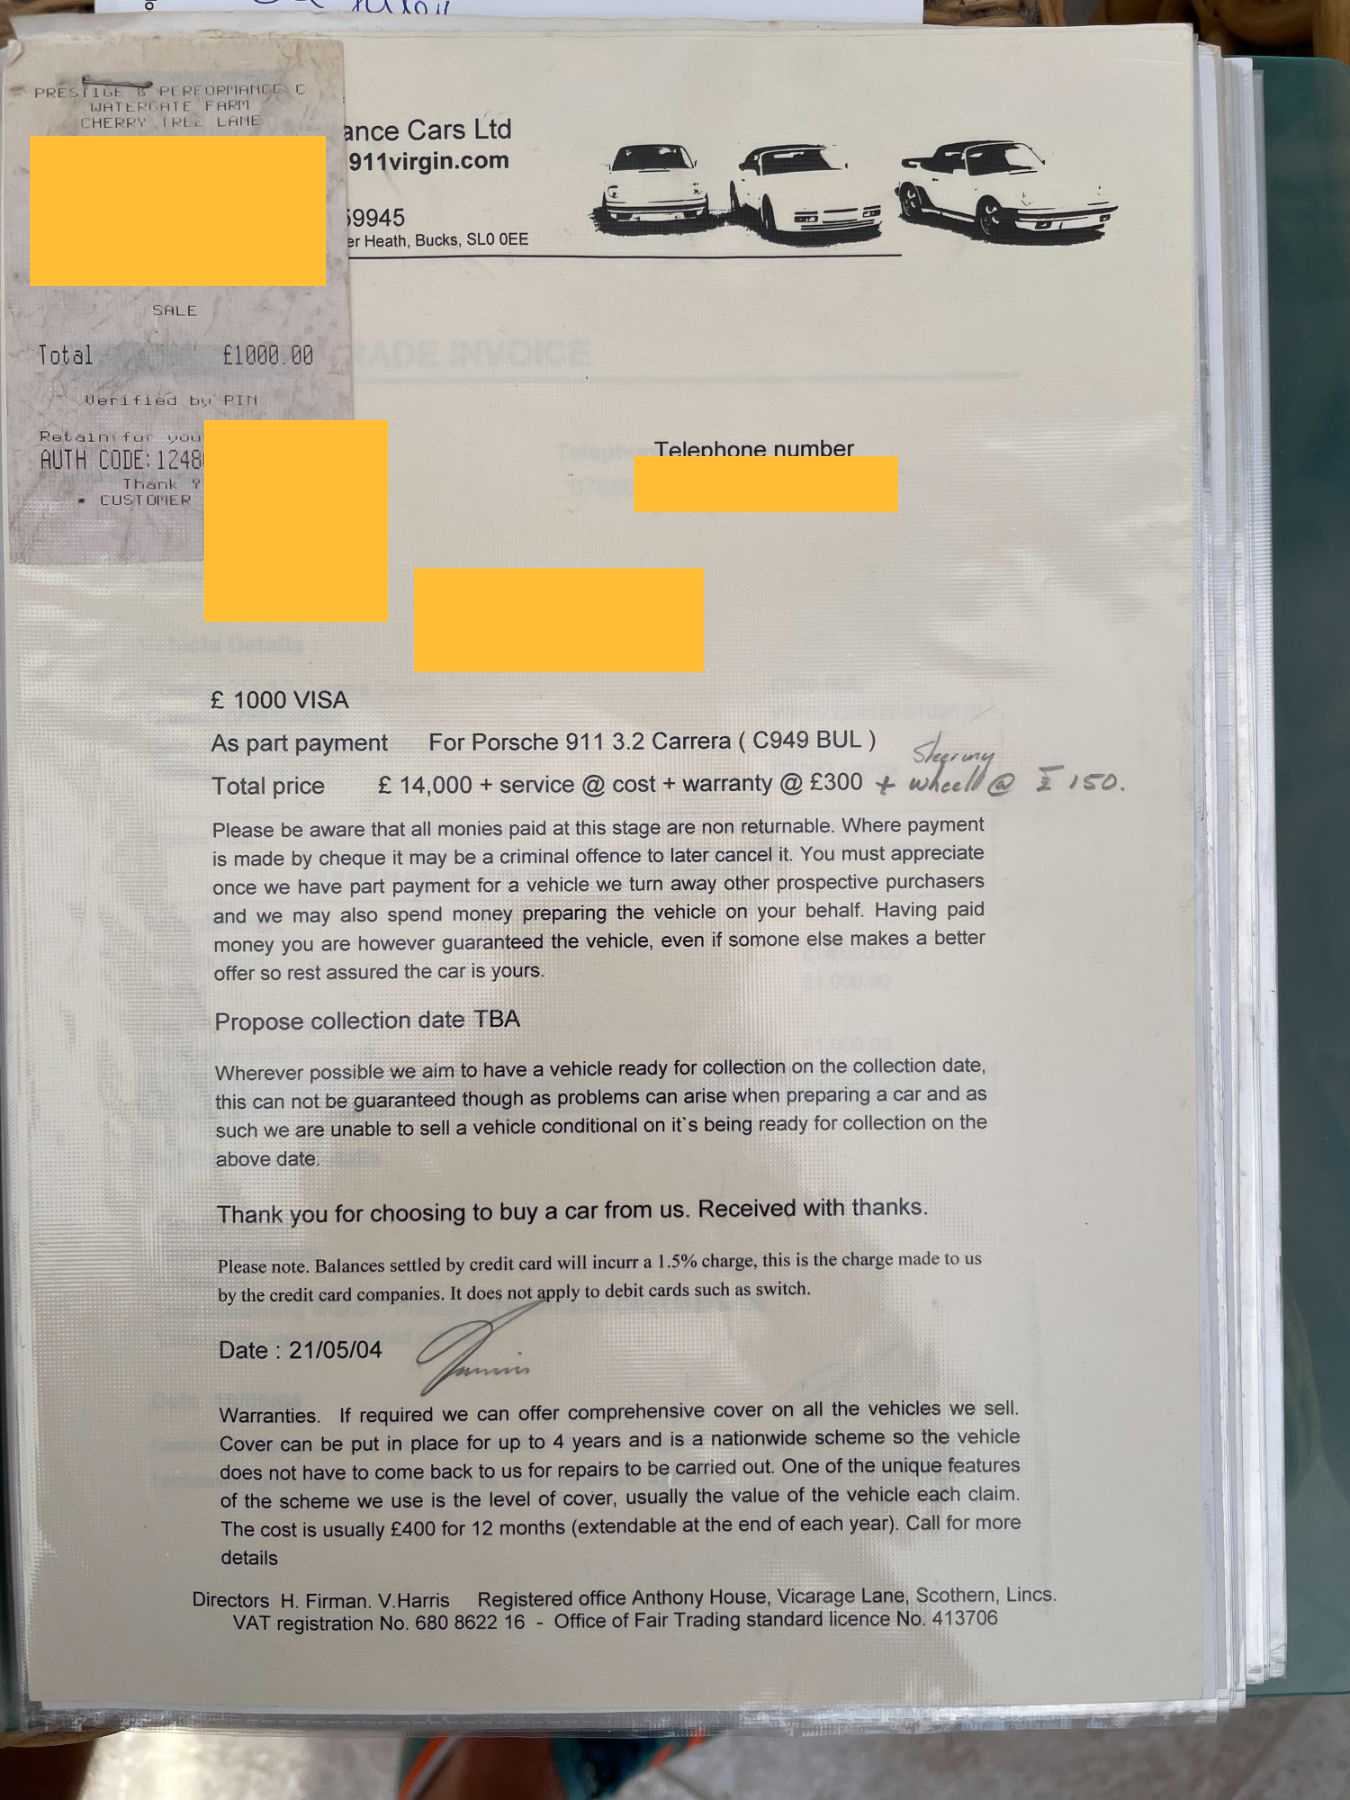 PRESTIGE & PERFORMANCE C
WATERGATE FARM
CHERRY TREE LANE
SALE
Total £1000.00
Verified by PIN
Retain for you
AUTH CODE:1248
Thank Y
* CUSTOMER
ance Cars Ltd
911virgin.com
59945
er Heath, Bucks, SL0 0EE
RADE INVOICE
Telephone number
Vehicle Details
£ 1000 VISA
As part payment For Porsche 911 3.2 Carrera ( C949 BUL )
Total price £ 14,000 + service @ cost + warranty @ £300 + Steering wheell @ £ 150.
Please be aware that all monies paid at this stage are non returnable. Where payment
is made by cheque it may be a criminal offence to later cancel it. You must appreciate
once we have part payment for a vehicle we turn away other prospective purchasers
and we may also spend money preparing the vehicle on your behalf. Having paid
money you are however guaranteed the vehicle, even if somone else makes a better
offer so rest assured the car is yours.
Propose collection date TBA
Wherever possible we aim to have a vehicle ready for collection on the collection date,
this can not be guaranteed though as problems can arise when preparing a car and as
such we are unable to sell a vehicle conditional on it`s being ready for collection on the
above date.
Thank you for choosing to buy a car from us. Received with thanks.
Please note. Balances settled by credit card will incurr a 1.5% charge, this is the charge made to us
by the credit card companies. It does not apply to debit cards such as switch.
Date : 21/05/04
Warranties. If required we can offer comprehensive cover on all the vehicles we sell.
Cover can be put in place for up to 4 years and is a nationwide scheme so the vehicle
does not have to come back to us for repairs to be carried out. One of the unique features
of the scheme we use is the level of cover, usually the value of the vehicle each claim.
The cost is usually £400 for 12 months (extendable at the end of each year). Call for more
details
Directors H. Firman. V.Harris Registered office Anthony House, Vicarage Lane, Scothern, Lincs.
VAT registration No. 680 8622 16 - Office of Fair Trading standard licence No. 413706